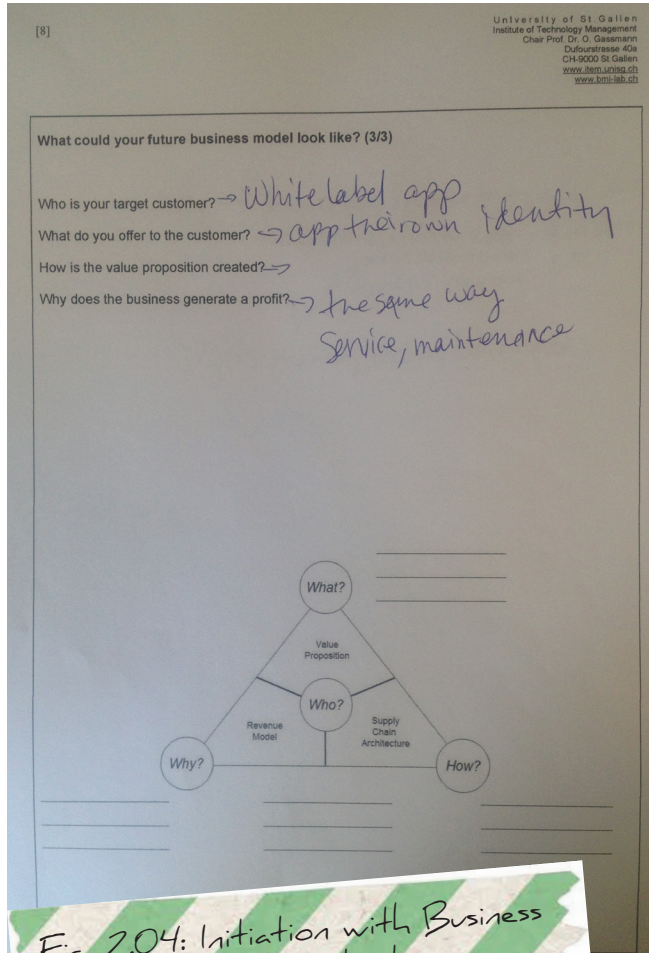 [8]
University of St.Gallen
Institute of Technology Management
Chair Prof. Dr. O. Gassmann
Dufourstrasse 40a
CH-9000 St.Gallen
www.item.unisg.ch
www.bmi-lab.ch
What could your future business model look like? (3/3)
Who is your target customer? → White label app
What do you offer to the customer? → app their own identity
How is the value proposition created? →
Why does the business generate a profit? → the same way
Service, maintenance
What?
Value
Proposition
Who?
Revenue
Model
Supply
Chain
Architecture
Why?
How?
Fig 2.04: Initiation with Business